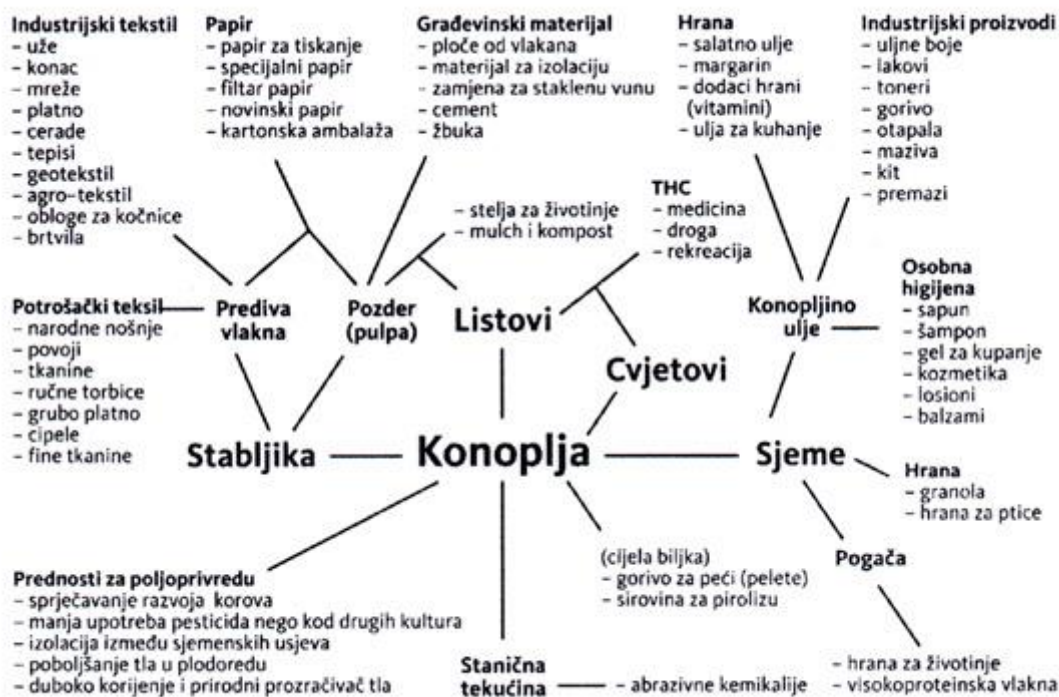 Industrijski tekstil
– uže
– konac
– mreže
– platno
– cerade
– tepisi
– geotekstil
– agro-tekstil
– obloge za kočnice
– brtvila
Papir
– papir za tiskanje
– specijalni papir
– filtar papir
– novinski papir
– kartonska ambalaža
Građevinski materijal
– ploče od vlakana
– materijal za izolaciju
– zamjena za staklenu vunu
– cement
– žbuka
Hrana
– salatno ulje
– margarin
– dodaci hrani
(vitamini)
– ulja za kuhanje
Industrijski proizvodi
– uljne boje
– lakovi
– toneri
– gorivo
– otapala
– maziva
– kit
– premazi
– stelja za životinje
– mulch i kompost
THC
– medicina
– droga
– rekreacija
Potrošački teksil
– narodne nošnje
– povoji
– tkanine
– ručne torbice
– grubo platno
– cipele
– fine tkanine
Prediva
vlakna
Pozder
(pulpa)
Listovi
Cvjetovi
Konopljino
ulje
Osobna
higijena
– sapun
– šampon
– gel za kupanje
– kozmetika
– losioni
– balzami
Stabljika
Konoplja
Sjeme
Hrana
– granola
– hrana za ptice
Prednosti za poljoprivredu
– sprječavanje razvoja korova
– manja upotreba pesticida nego kod drugih kultura
– izolacija između sjemenskih usjeva
– poboljšanje tla u plodoredu
– duboko korijenje i prirodni prozračivač tla
Stanična
tekućina
– abrazivne kemikalije
(cijela biljka)
– gorivo za peći (pelete)
– sirovina za pirolizu
Pogača
– hrana za životinje
– visokoproteinska vlakna